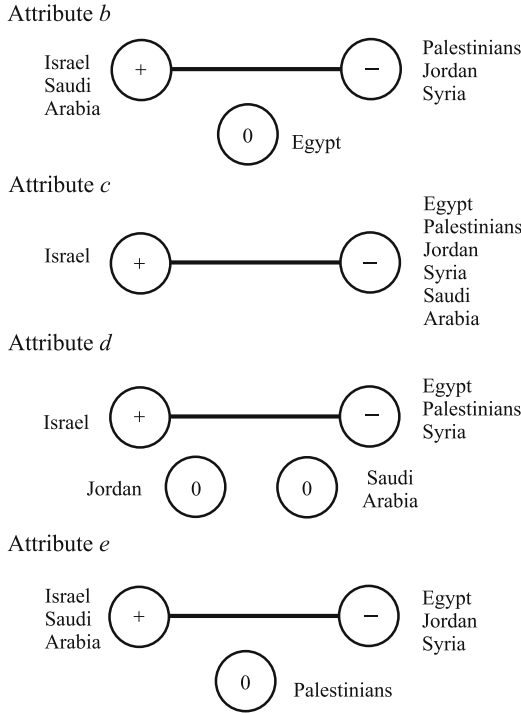 Attribute b
Israel
Saudi
Arabia
+
−
Palestinians
Jordan
Syria
0
Egypt
Attribute c
Israel
+
−
Egypt
Palestinians
Jordan
Syria
Saudi
Arabia
Attribute d
Israel
+
−
Egypt
Palestinians
Syria
Jordan
0
0
Saudi
Arabia
Attribute e
Israel
Saudi
Arabia
+
−
Egypt
Jordan
Syria
0
Palestinians